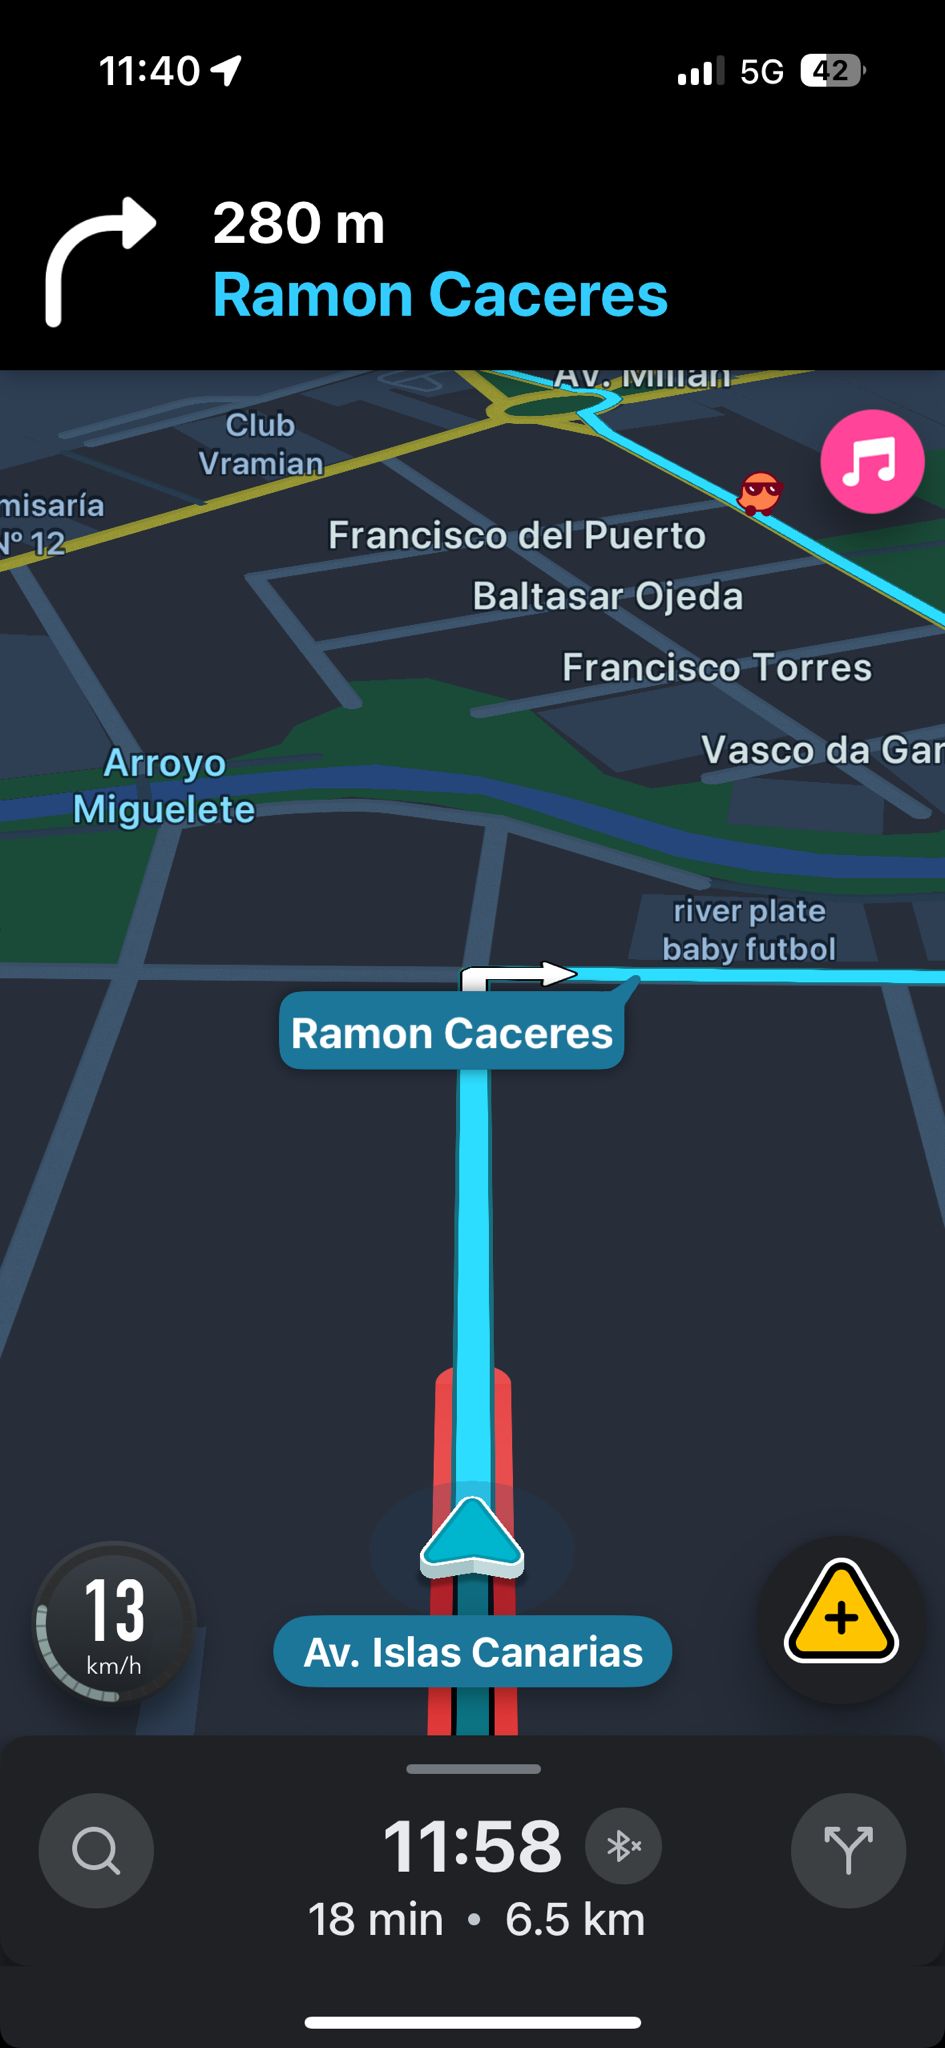 11:40
5G
42
280 m
Ramon Caceres
Av. Millán
Club
Vramian
misaría
Nº 12
Francisco del Puerto
Baltasar Ojeda
Francisco Torres
Vasco da Gar
Arroyo
Miguelete
river plate
baby futbol
Ramon Caceres
13
km/h
Av. Islas Canarias
11:58
18 min • 6.5 km